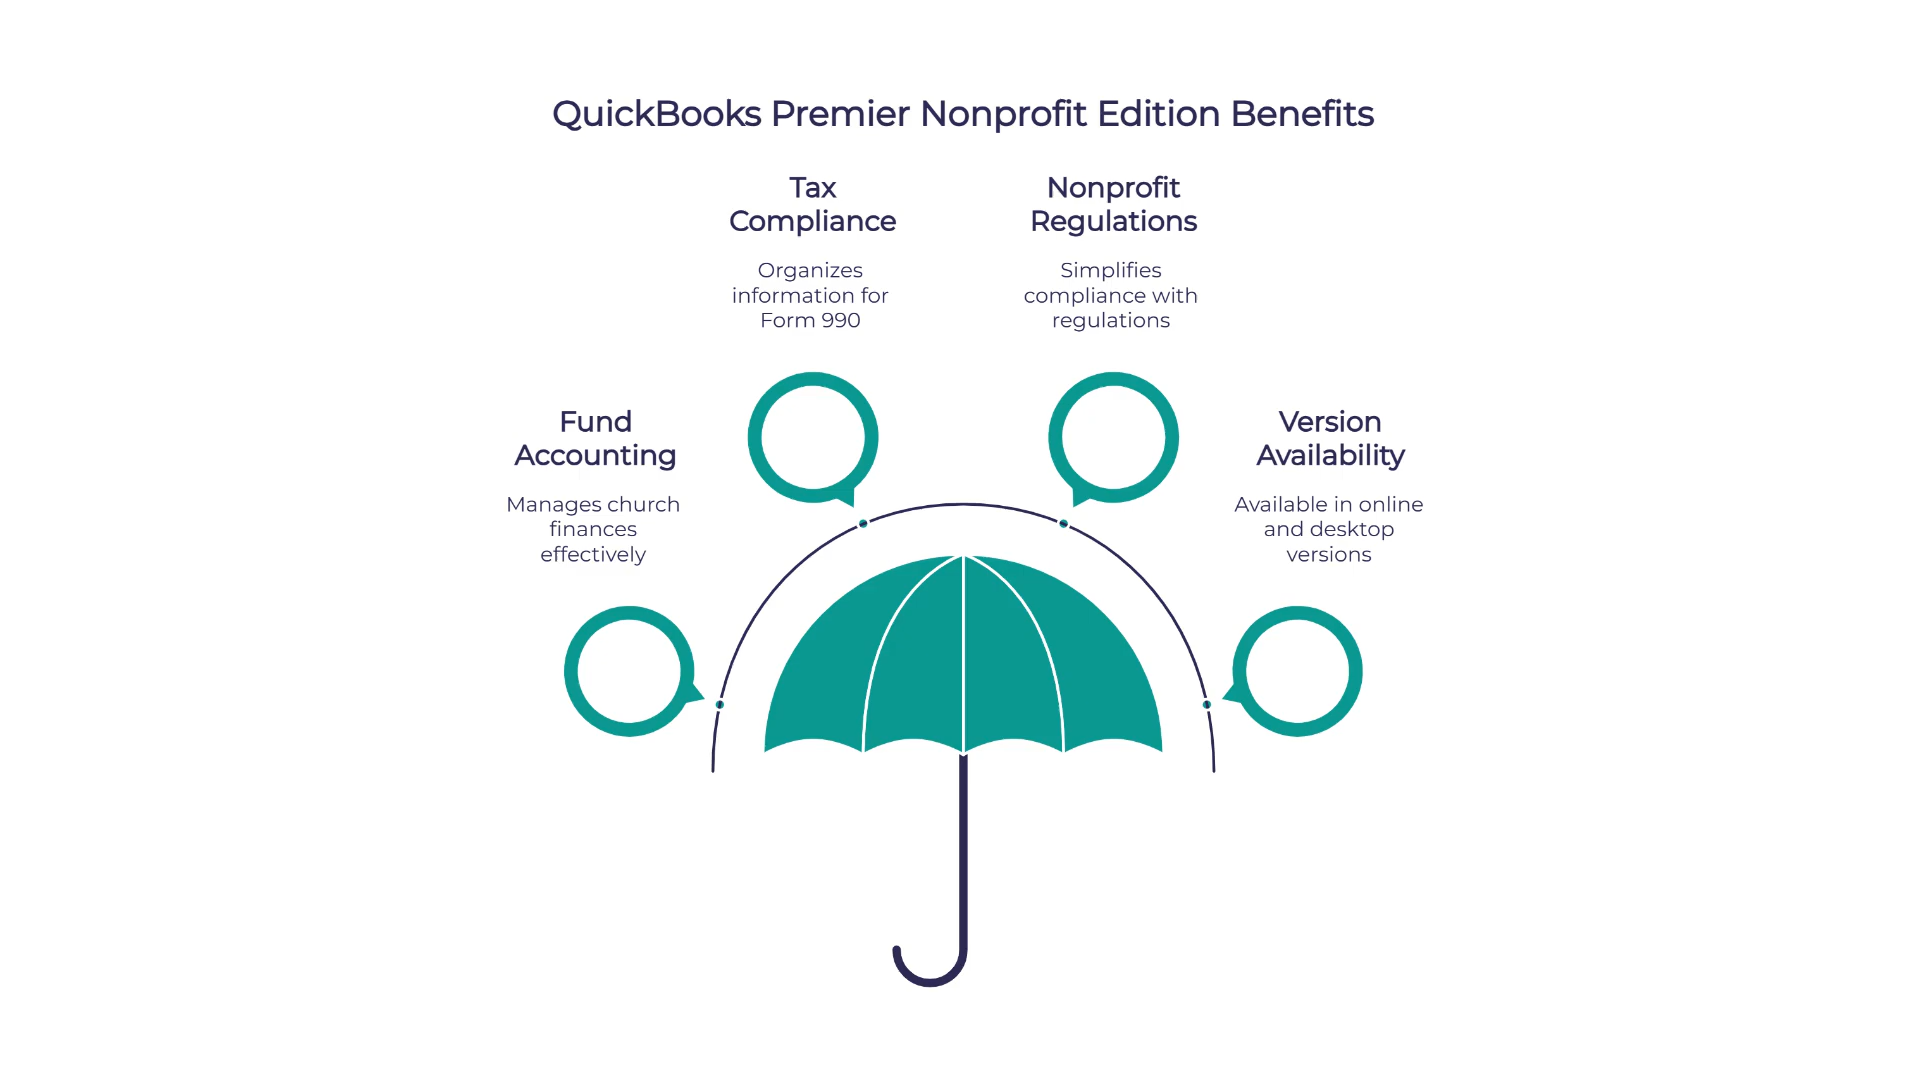 QuickBooks Premier Nonprofit Edition Benefits
Tax
Compliance
Organizes
information for
Form 990
Nonprofit
Regulations
Simplifies
compliance with
regulations
Fund
Accounting
Manages church
finances
effectively
Version
Availability
Available in online
and desktop
versions